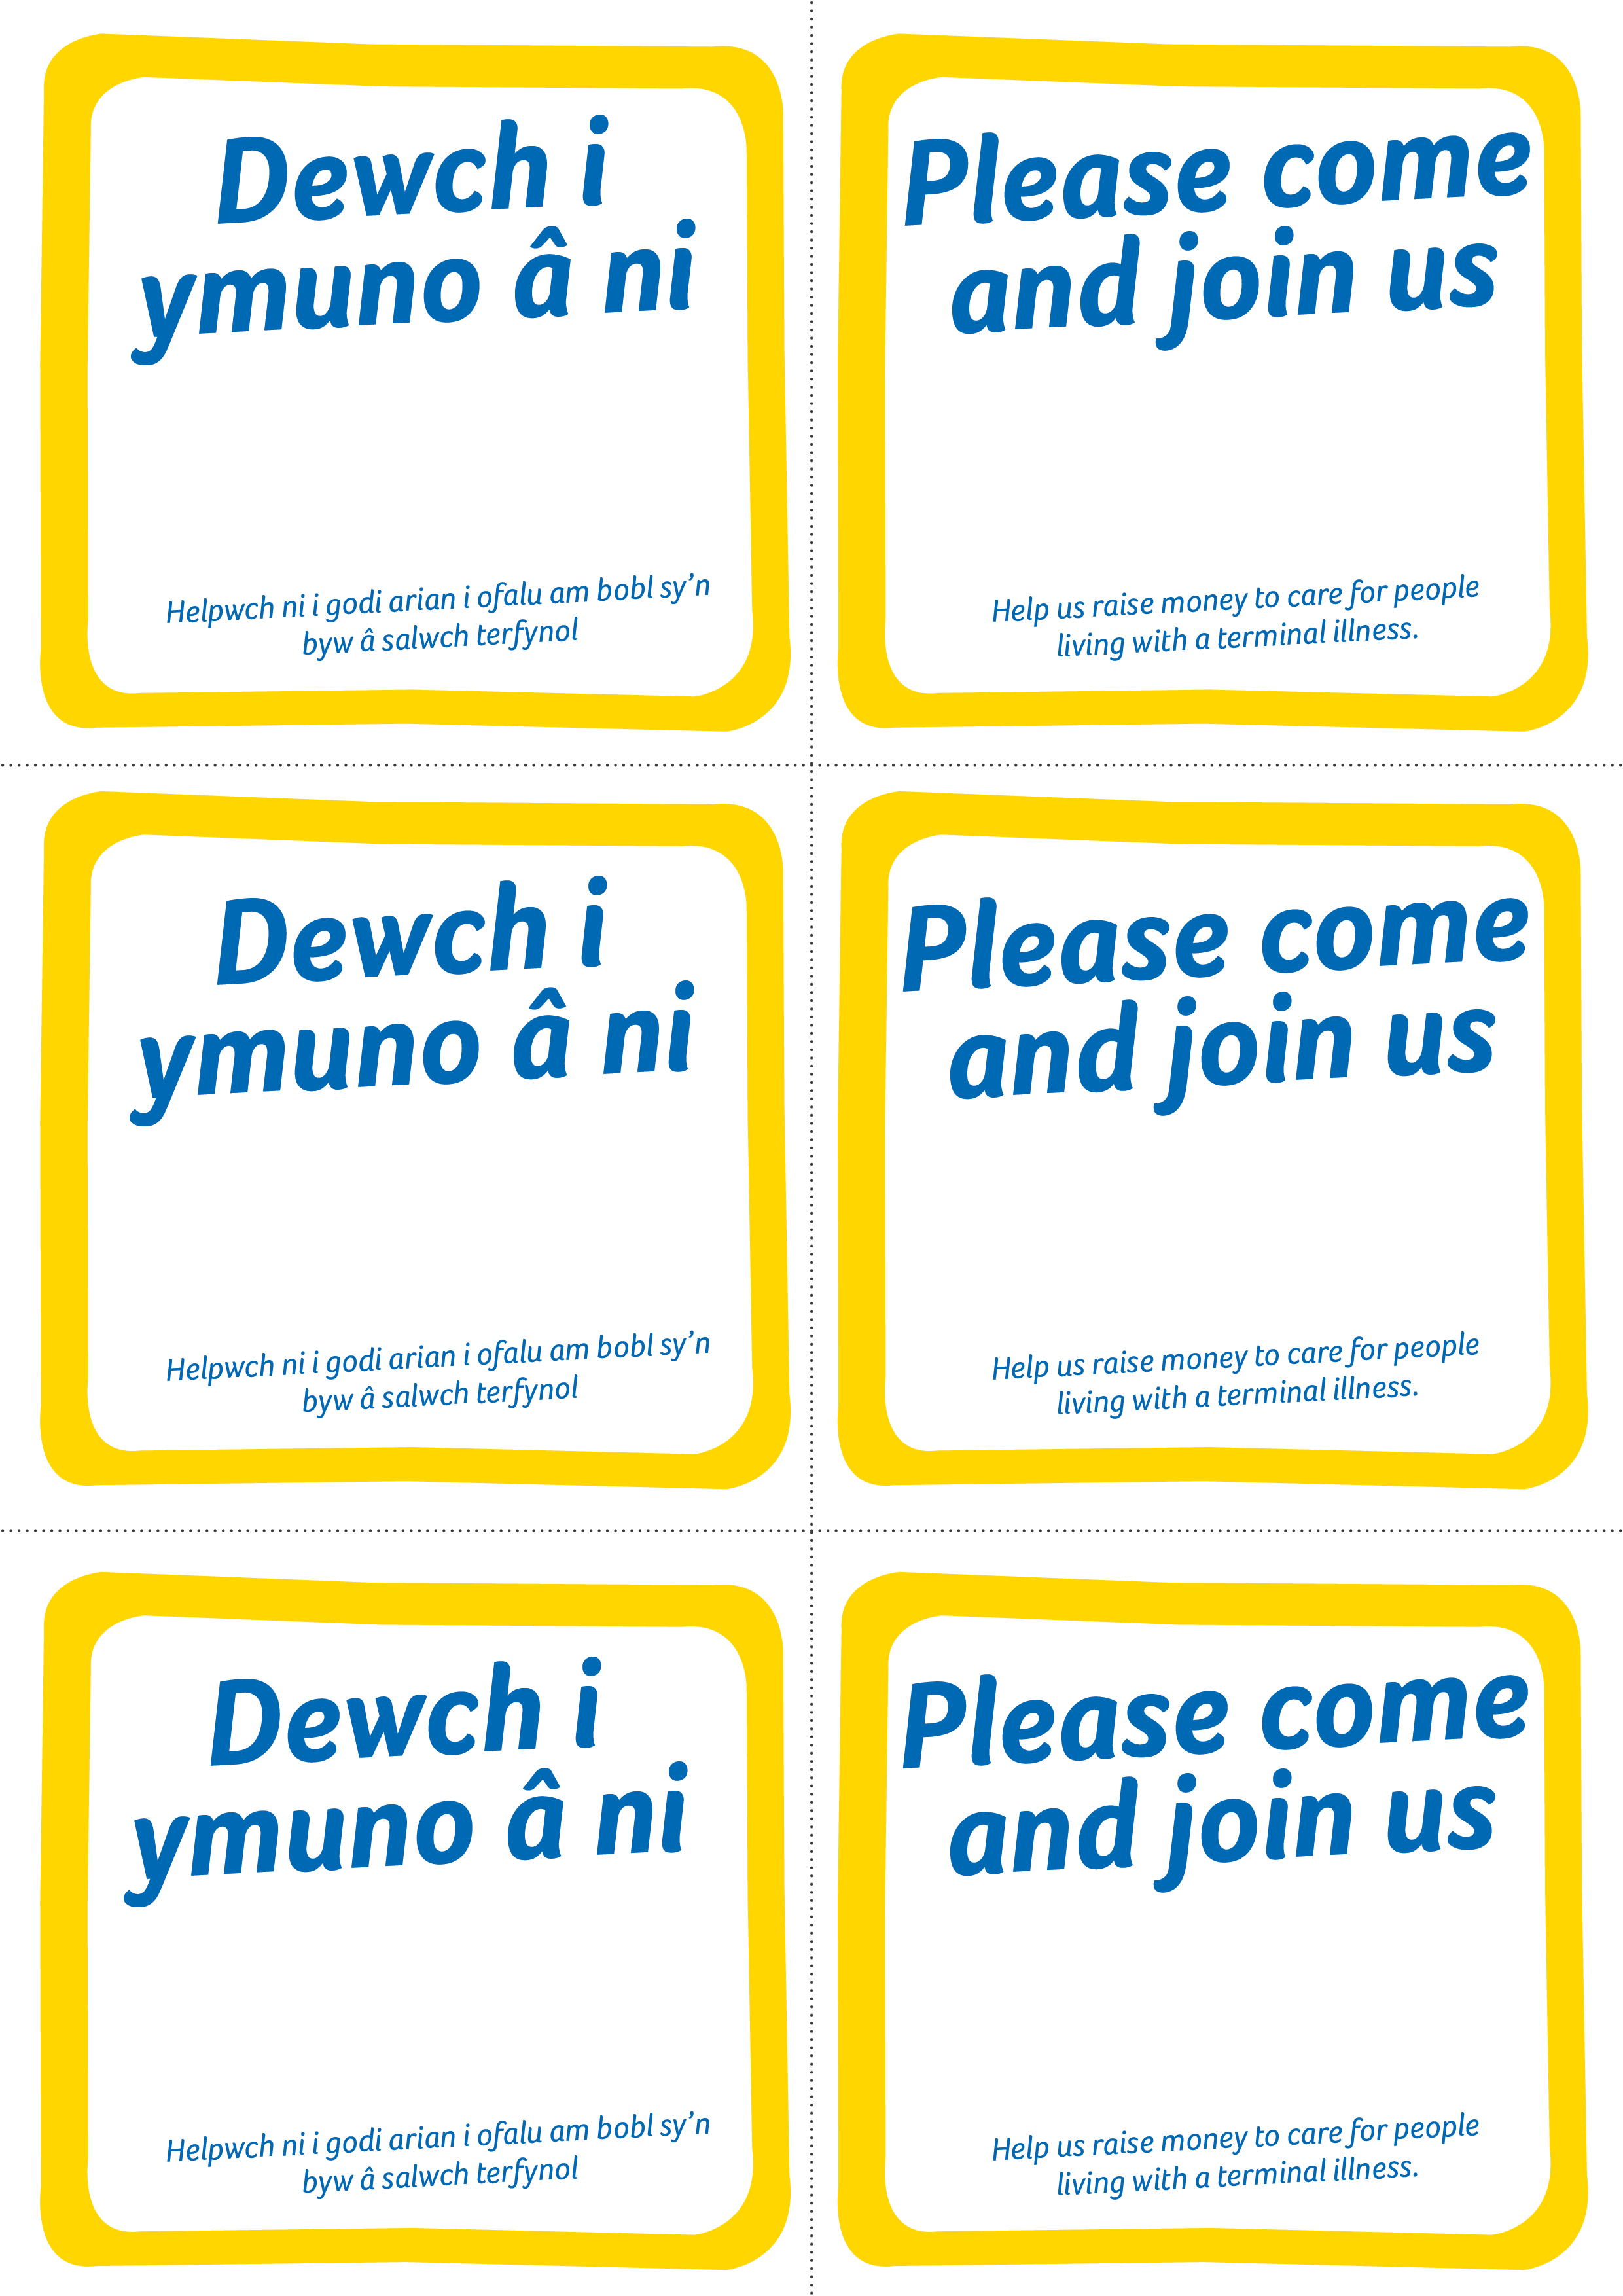 Dewch i
ymuno â ni
Helpwch ni i godi arian i ofalu am bobl sy’n
byw â salwch terfynol
Please come
and join us
Help us raise money to care for people
living with a terminal illness.
Dewch i
ymuno â ni
Helpwch ni i godi arian i ofalu am bobl sy’n
byw â salwch terfynol
Please come
and join us
Help us raise money to care for people
living with a terminal illness.
Dewch i
ymuno â ni
Helpwch ni i godi arian i ofalu am bobl sy’n
byw â salwch terfynol
Please come
and join us
Help us raise money to care for people
living with a terminal illness.